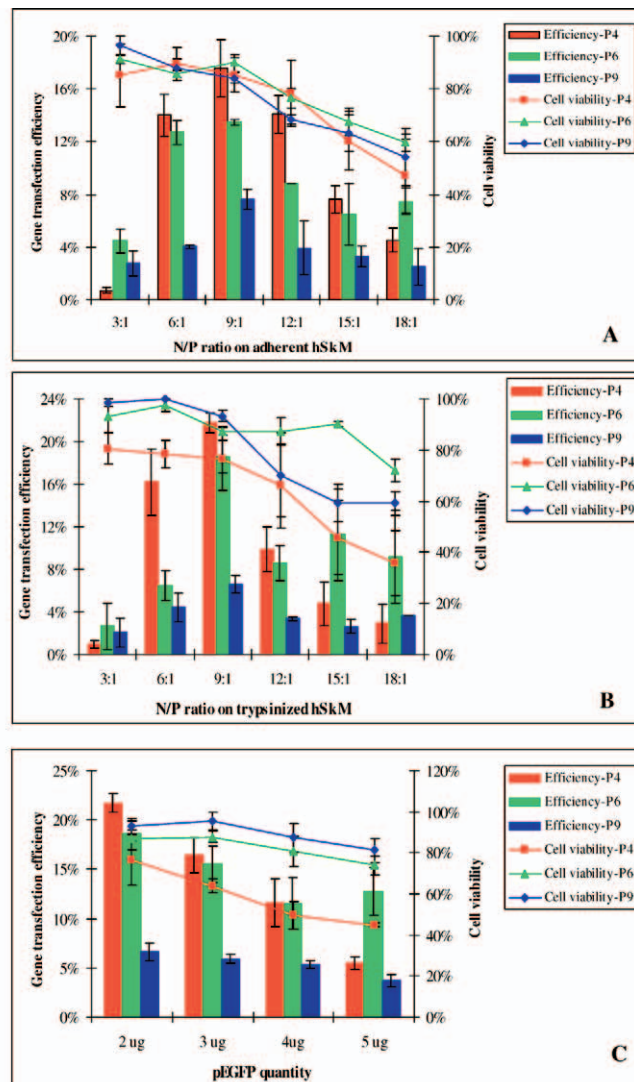 20%
16%
12%
8%
4%
0%
Gene transfection efficiency
100%
80%
60%
40%
20%
0%
Cell viability
3:1 6:1 9:1 12:1 15:1 18:1
N/P ratio on adherent hSkM
Efficiency-P4
Efficiency-P6
Efficiency-P9
Cell viability-P4
Cell viability-P6
Cell viability-P9
A
24%
20%
16%
12%
8%
4%
0%
Gene transfection efficiency
100%
80%
60%
40%
20%
0%
Cell viability
3:1 6:1 9:1 12:1 15:1 18:1
N/P ratio on trypsinized hSkM
Efficiency-P4
Efficiency-P6
Efficiency-P9
Cell viability-P4
Cell viability-P6
Cell viability-P9
B
25%
20%
15%
10%
5%
0%
Gene transfection efficiency
120%
100%
80%
60%
40%
20%
0%
Cell viability
2 ug 3 ug 4ug 5 ug
pEGFP quantity
Efficiency-P4
Efficiency-P6
Efficiency-P9
Cell viability-P4
Cell viability-P6
Cell viability-P9
C